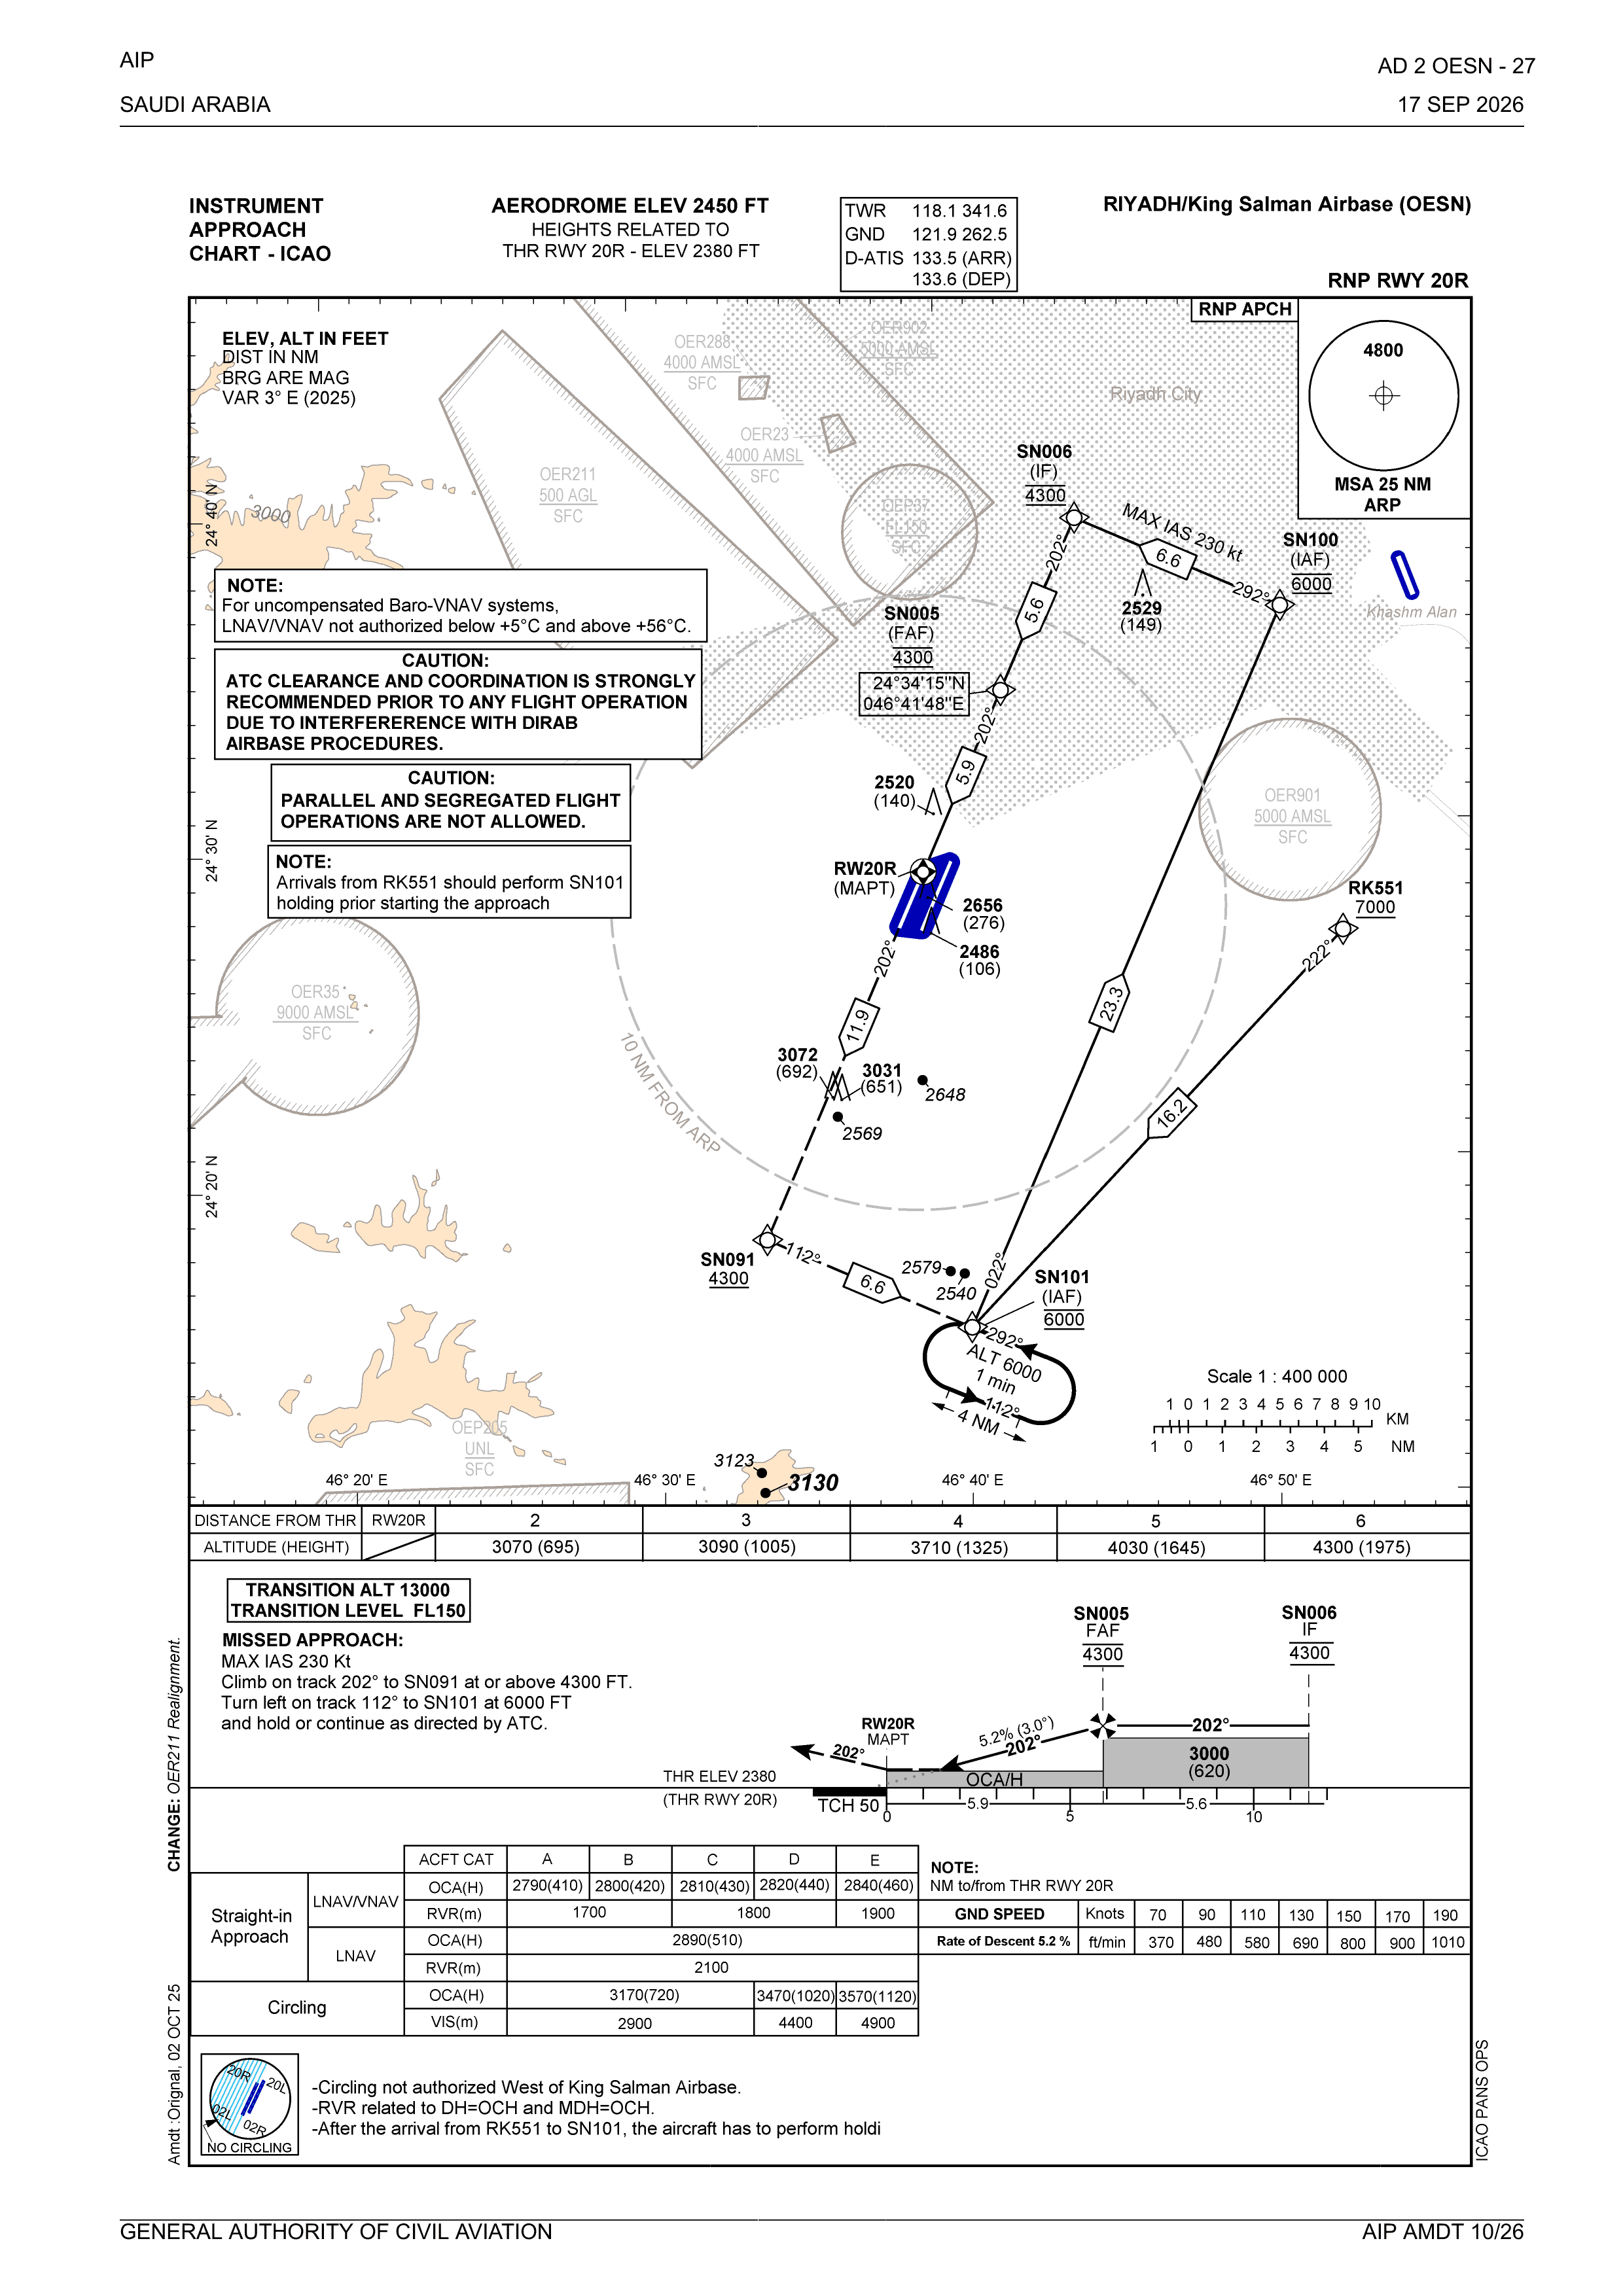 AIP
AD 2 OESN - 27
SAUDI ARABIA
17 SEP 2026
INSTRUMENT
APPROACH
CHART - ICAO
AERODROME ELEV 2450 FT
HEIGHTS RELATED TO
THR RWY 20R - ELEV 2380 FT
TWR 118.1 341.6
GND 121.9 262.5
D-ATIS 133.5 (ARR)
133.6 (DEP)
RIYADH/King Salman Airbase (OESN)
RNP RWY 20R
RNP APCH
ELEV, ALT IN FEET
DIST IN NM
BRG ARE MAG
VAR 3° E (2025)
4800
MSA 25 NM
ARP
OER288
4000 AMSL
SFC
OER902
5000 AMSL
SFC
Riyadh City
OER23
4000 AMSL
SFC
OER211
500 AGL
SFC
FL150
SFC
3000
24° 40' N
SN006
(IF)
4300
MAX IAS 230 kt
6.6
292°
SN100
(IAF)
6000
Khashm Alan
202°
5.6
2529
(149)
NOTE:
For uncompensated Baro-VNAV systems,
LNAV/VNAV not authorized below +5°C and above +56°C.
SN005
(FAF)
4300
24°34'15"N
046°41'48"E
CAUTION:
ATC CLEARANCE AND COORDINATION IS STRONGLY
RECOMMENDED PRIOR TO ANY FLIGHT OPERATION
DUE TO INTERFERERENCE WITH DIRAB
AIRBASE PROCEDURES.
202°
5.9
CAUTION:
PARALLEL AND SEGREGATED FLIGHT
OPERATIONS ARE NOT ALLOWED.
2520
(140)
OER901
5000 AMSL
SFC
24° 30' N
NOTE:
Arrivals from RK551 should perform SN101
holding prior starting the approach
RW20R
(MAPT)
RK551
7000
2656
(276)
2486
(106)
222°
202°
OER35
9000 AMSL
SFC
11.9
23.3
10 NM FROM ARP
3072
(692)
3031
(651)
2648
2569
16.2
24° 20' N
SN091
4300
112°
6.6
2579
2540
022°
SN101
(IAF)
6000
292°
ALT 6000
1 min
112°
4 NM
Scale 1 : 400 000
1 0 1 2 3 4 5 6 7 8 9 10
KM
1 0 1 2 3 4 5
NM
OEP205
UNL
SFC
3123
3130
46° 20' E
46° 30' E
46° 40' E
46° 50' E
DISTANCE FROM THR RW20R 2 3 4 5 6
ALTITUDE (HEIGHT) 3070 (695) 3090 (1005) 3710 (1325) 4030 (1645) 4300 (1975)
TRANSITION ALT 13000
TRANSITION LEVEL FL150
MISSED APPROACH:
MAX IAS 230 Kt
Climb on track 202° to SN091 at or above 4300 FT.
Turn left on track 112° to SN101 at 6000 FT
and hold or continue as directed by ATC.
SN005
FAF
4300
SN006
IF
4300
RW20R
MAPT
202°
5.2% (3.0°)
202°
202°
3000
(620)
OCA/H
THR ELEV 2380
(THR RWY 20R)
TCH 50
5.9
5.6
0
5
10
ACFT CAT A B C D E
Straight-in
Approach
LNAV/VNAV
OCA(H) 2790(410) 2800(420) 2810(430) 2820(440) 2840(460)
RVR(m) 1700 1800 1900
LNAV
OCA(H) 2890(510)
RVR(m) 2100
Circling
OCA(H) 3170(720) 3470(1020) 3570(1120)
VIS(m) 2900 4400 4900
NOTE:
NM to/from THR RWY 20R
GND SPEED Knots 70 90 110 130 150 170 190
Rate of Descent 5.2 % ft/min 370 480 580 690 800 900 1010
20R
20L
02L
02R
NO CIRCLING
-Circling not authorized West of King Salman Airbase.
-RVR related to DH=OCH and MDH=OCH.
-After the arrival from RK551 to SN101, the aircraft has to perform holdi
CHANGE: OER211 Realignment.
Amdt :Orignal, 02 OCT 25
ICAO PANS OPS
GENERAL AUTHORITY OF CIVIL AVIATION
AIP AMDT 10/26